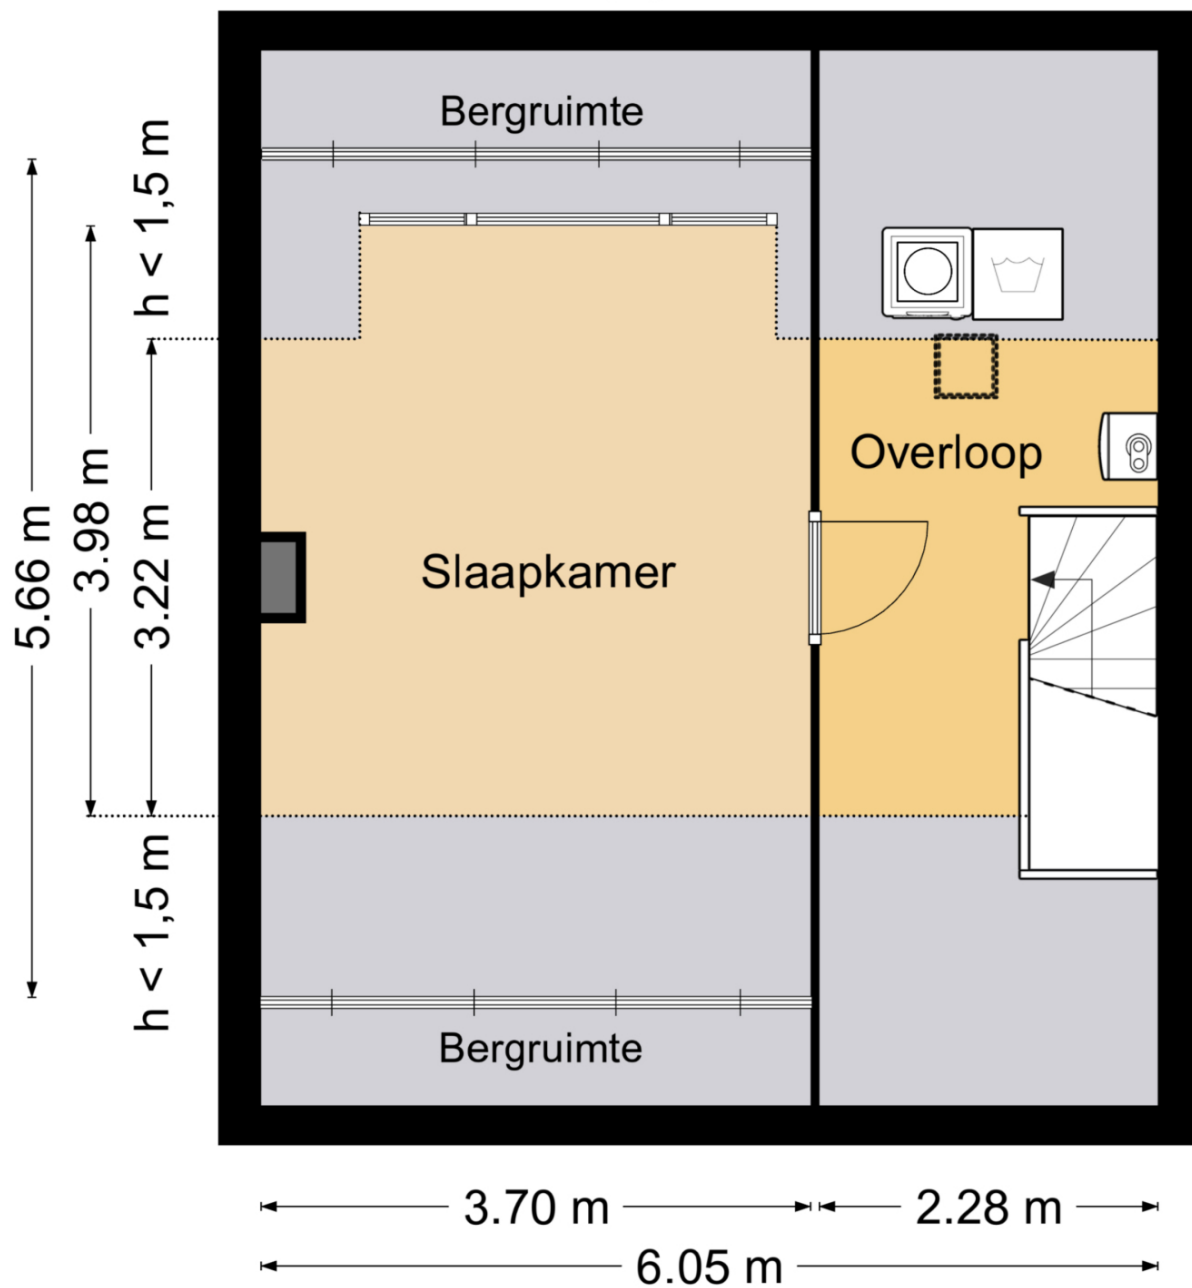 Bergruimte
h < 1,5 m
Overloop
5.66 m
3.98 m
3.22 m
Slaapkamer
h < 1,5 m
Bergruimte
3.70 m
2.28 m
6.05 m